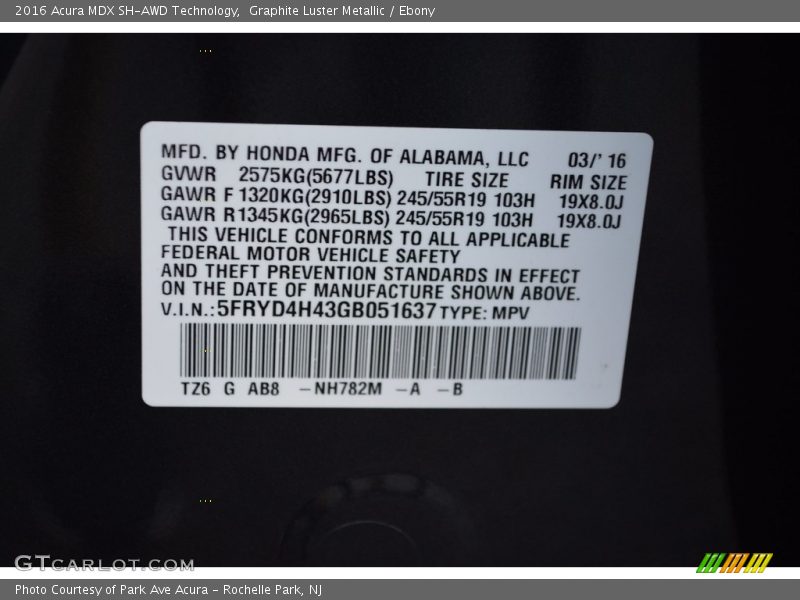 2016 Acura MDX SH-AWD Technology,  Graphite Luster Metallic / Ebony
MFD. BY HONDA MFG. OF ALABAMA, LLC 03/' 16
GVWR 2575KG(5677LBS) TIRE SIZE RIM SIZE
GAWR F 1320KG(2910LBS) 245/55R19 103H 19X8.0J
GAWR R 1345KG(2965LBS) 245/55R19 103H 19X8.0J
THIS VEHICLE CONFORMS TO ALL APPLICABLE
FEDERAL MOTOR VEHICLE SAFETY
AND THEFT PREVENTION STANDARDS IN EFFECT
ON THE DATE OF MANUFACTURE SHOWN ABOVE.
V.I.N.: 5FRYD4H43GB051637 TYPE: MPV
TZ6 G AB8 -NH782M -A -B
GTCARLOT.COM
Photo Courtesy of Park Ave Acura - Rochelle Park, NJ